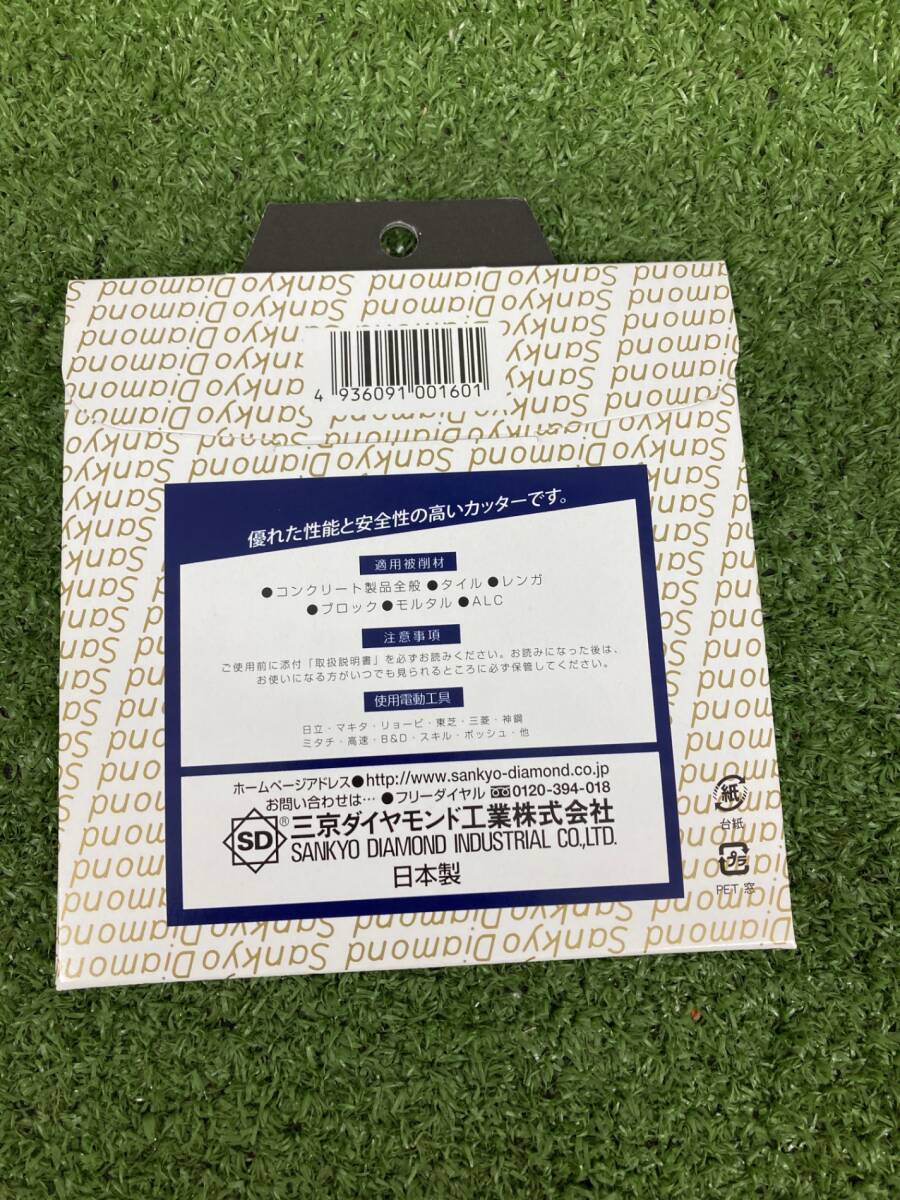 4 936091 001601
Sankyo Diamond
優れた性能と安全性の高いカッターです。
適用被削材
●コンクリート製品全般 ●タイル ●レンガ
●ブロック ●モルタル ●ALC
注意事項
ご使用前に添付「取扱説明書」を必ずお読みください。お読みになった後は、
お使いになる方がいつでも見られるところに必ず保管してください。
使用電動工具
日立・マキタ・リョービ・東芝・三菱・神鋼
ミタチ・高速・B&D・スキル・ボッシュ・他
ホームページアドレス●http://www.sankyo-diamond.co.jp
お問い合わせは… ●フリーダイヤル 0120-394-018
SD® 三京ダイヤモンド工業株式会社
SANKYO DIAMOND INDUSTRIAL CO.,LTD.
日本製
紙
台紙
プラ
PET 窓